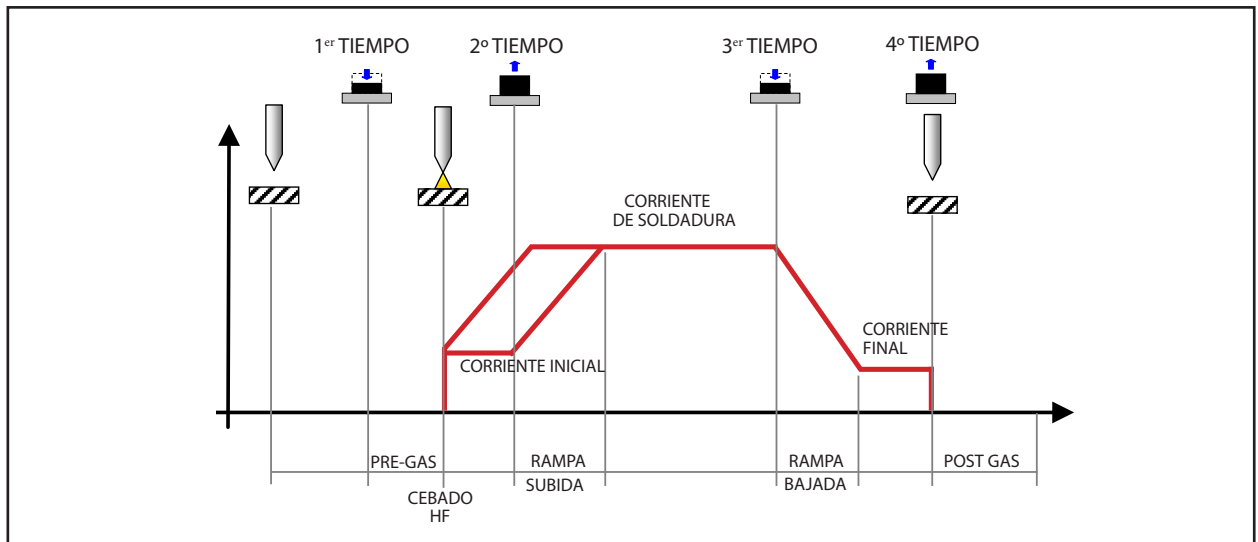 1er TIEMPO
2º TIEMPO
3er TIEMPO
4º TIEMPO
CORRIENTE
DE SOLDADURA
CORRIENTE
FINAL
CORRIENTE INICIAL
PRE-GAS
CEBADO
HF
RAMPA
SUBIDA
RAMPA
BAJADA
POST GAS